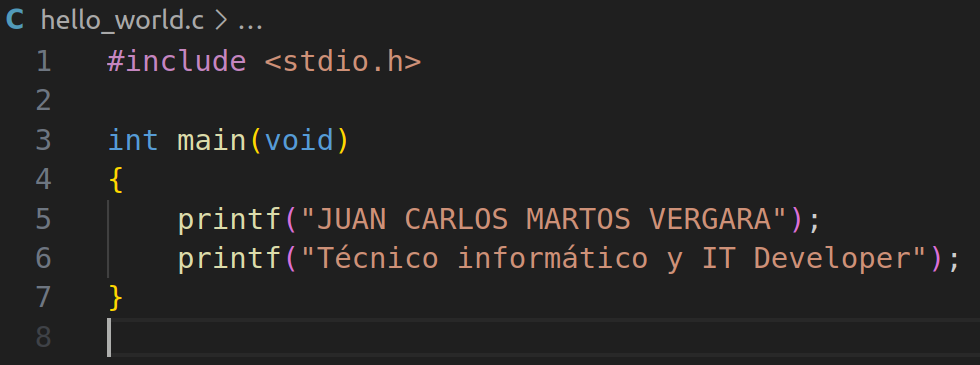 C hello_world.c > ...
1 #include <stdio.h>
2
3 int main(void)
4 {
5     printf("JUAN CARLOS MARTOS VERGARA");
6     printf("Técnico informático y IT Developer");
7 }
8